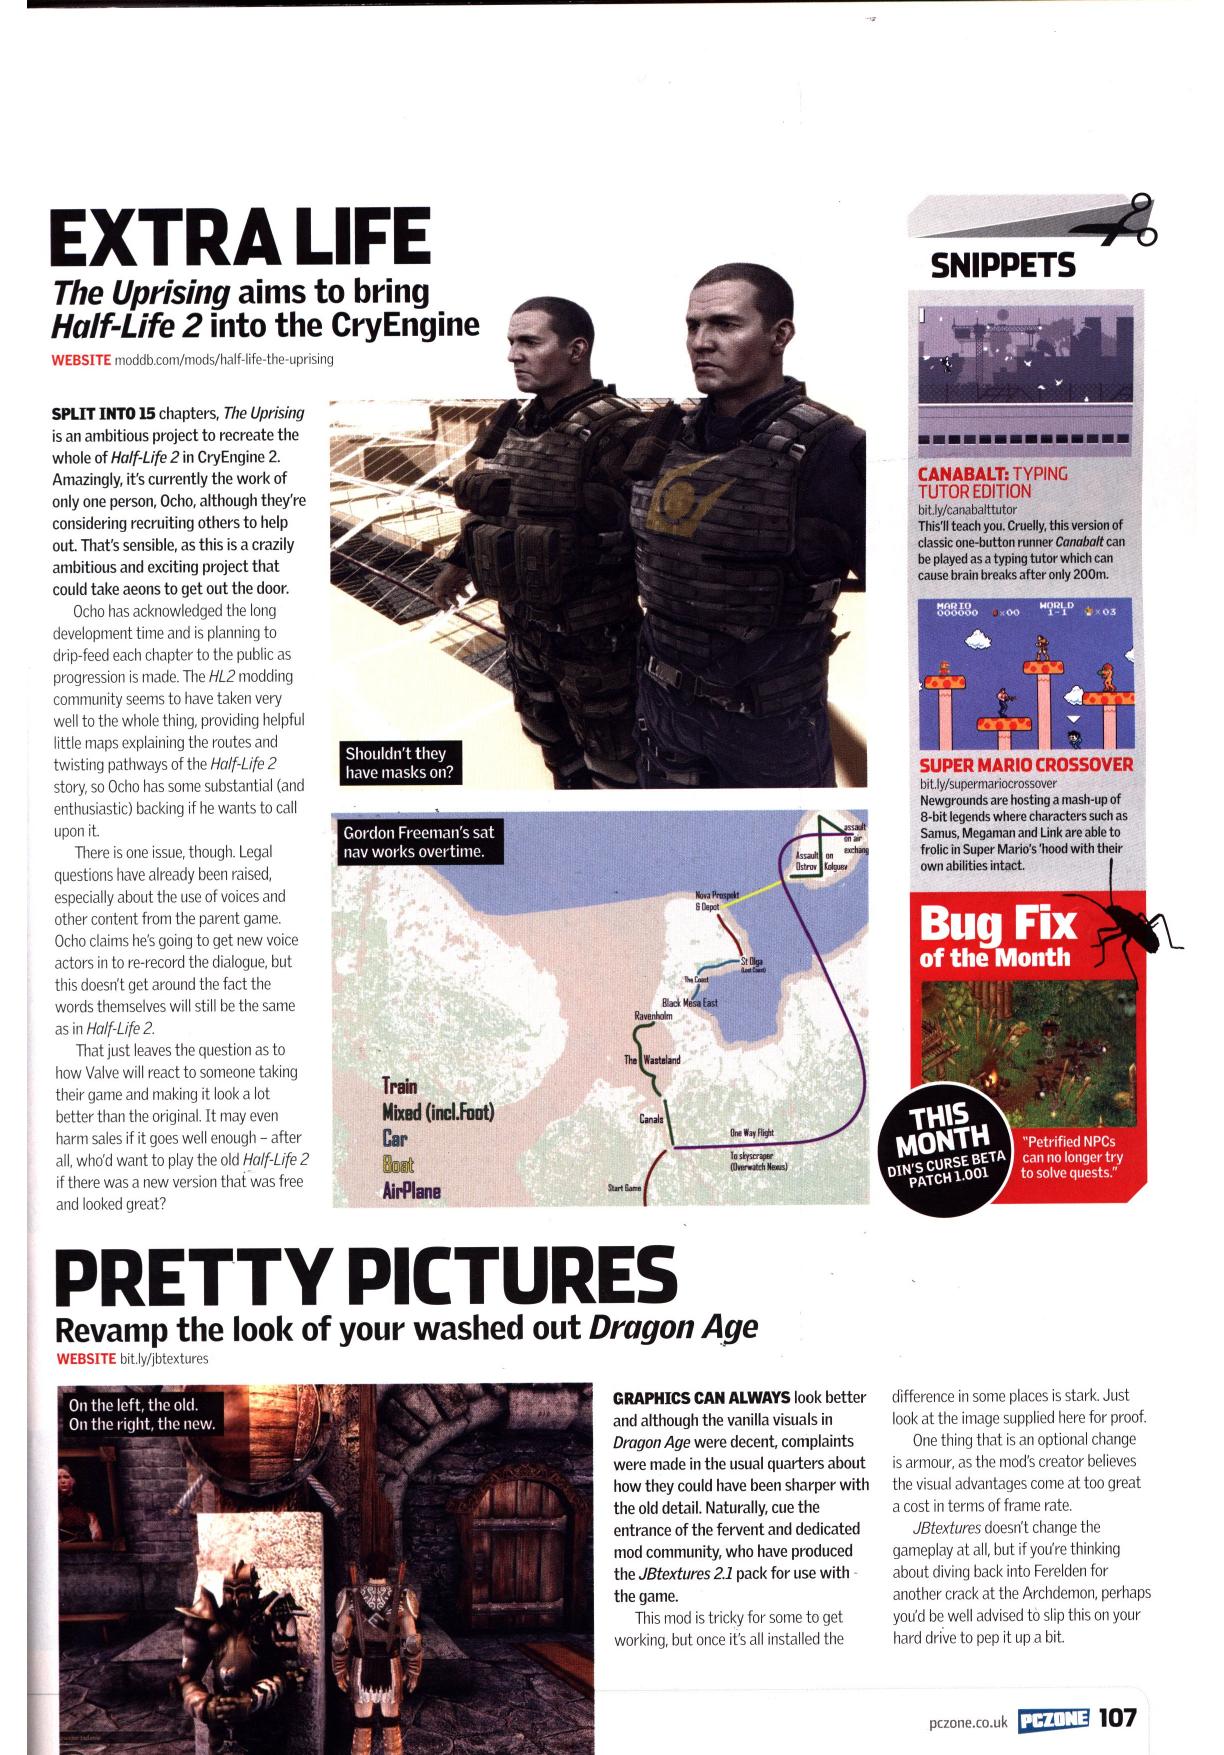 EXTRA LIFE
The Uprising aims to bring
Half-Life 2 into the CryEngine
WEBSITE moddb.com/mods/half-life-the-uprising
SPLIT INTO 15 chapters, The Uprising
is an ambitious project to recreate the
whole of Half-Life 2 in CryEngine 2.
Amazingly, it's currently the work of
only one person, Ocho, although they're
considering recruiting others to help
out. That's sensible, as this is a crazily
ambitious and exciting project that
could take aeons to get out the door.
Ocho has acknowledged the long
development time and is planning to
drip-feed each chapter to the public as
progression is made. The HL2 modding
community seems to have taken very
well to the whole thing, providing helpful
little maps explaining the routes and
twisting pathways of the Half-Life 2
story, so Ocho has some substantial (and
enthusiastic) backing if he wants to call
upon it.
There is one issue, though. Legal
questions have already been raised,
especially about the use of voices and
other content from the parent game.
Ocho claims he's going to get new voice
actors in to re-record the dialogue, but
this doesn't get around the fact the
words themselves will still be the same
as in Half-Life 2.
That just leaves the question as to
how Valve will react to someone taking
their game and making it look a lot
better than the original. It may even
harm sales if it goes well enough – after
all, who'd want to play the old Half-Life 2
if there was a new version that was free
and looked great?
Shouldn't they
have masks on?
Gordon Freeman's sat
nav works overtime.
assault
on air
exchang
Assault on
Ostrov Kolguev
Nova Prospekt
& Depot
St Olga
(Lost Coast)
The Coast
Black Mesa East
Ravenholm
The Wasteland
Canals
One Way Flight
To skyscraper
(Overwatch Nexus)
Start Game
Train
Mixed (incl.Foot)
Car
Boat
AirPlane
SNIPPETS
CANABALT: TYPING
TUTOR EDITION
bit.ly/canabalttutor
This'll teach you. Cruelly, this version of
classic one-button runner Canabalt can
be played as a typing tutor which can
cause brain breaks after only 200m.
MARIO WORLD
000000 x00 1-1 x03
SUPER MARIO CROSSOVER
bit.ly/supermariocrossover
Newgrounds are hosting a mash-up of
8-bit legends where characters such as
Samus, Megaman and Link are able to
frolic in Super Mario's 'hood with their
own abilities intact.
Bug Fix
of the Month
THIS
MONTH
DIN'S CURSE BETA
PATCH 1.001
"Petrified NPCs
can no longer try
to solve quests."
PRETTY PICTURES
Revamp the look of your washed out Dragon Age
WEBSITE bit.ly/jbtextures
On the left, the old.
On the right, the new.
GRAPHICS CAN ALWAYS look better
and although the vanilla visuals in
Dragon Age were decent, complaints
were made in the usual quarters about
how they could have been sharper with
the old detail. Naturally, cue the
entrance of the fervent and dedicated
mod community, who have produced
the JBtextures 2.1 pack for use with
the game.
This mod is tricky for some to get
working, but once it's all installed the
difference in some places is stark. Just
look at the image supplied here for proof.
One thing that is an optional change
is armour, as the mod's creator believes
the visual advantages come at too great
a cost in terms of frame rate.
JBtextures doesn't change the
gameplay at all, but if you're thinking
about diving back into Ferelden for
another crack at the Archdemon, perhaps
you'd be well advised to slip this on your
hard drive to pep it up a bit.
pczone.co.uk PCZONE 107